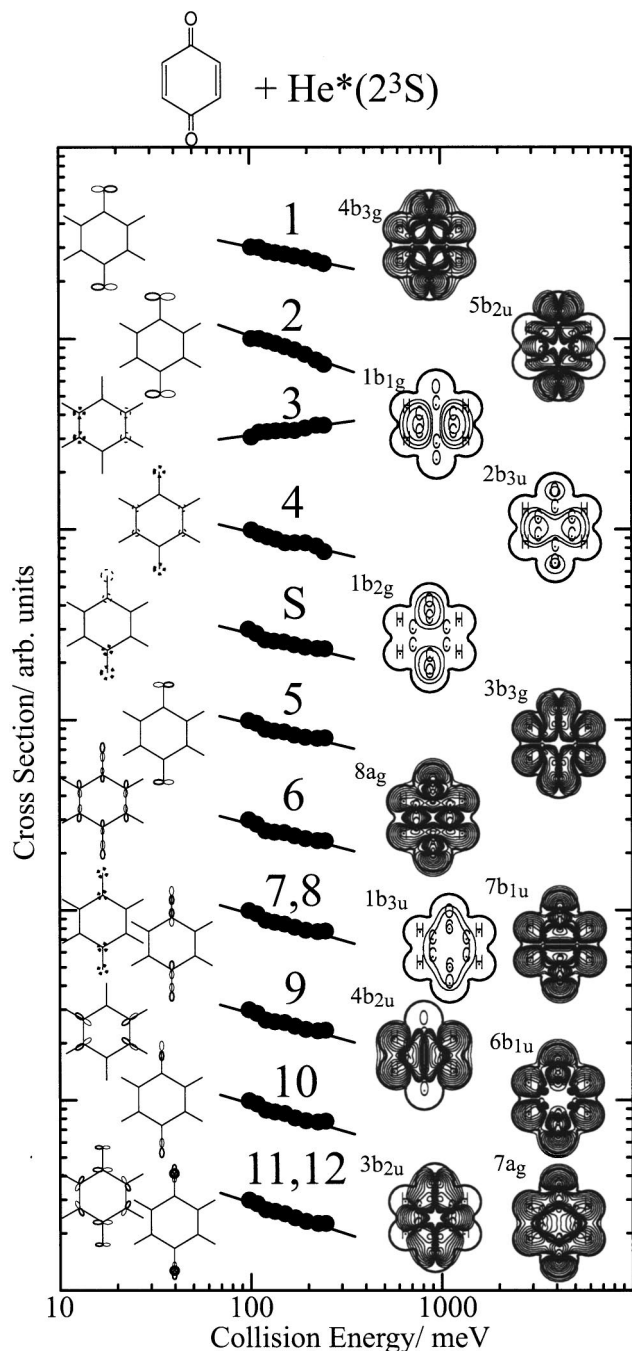 O
O
+ He*(2³S)
1
4b3g
2
5b2u
3
1b1g
4
2b3u
S
1b2g
5
3b3g
6
8ag
7,8
1b3u
7b1u
9
4b2u
10
6b1u
11,12
3b2u
7ag
10
100
1000
Cross Section/ arb. units
Collision Energy/ meV